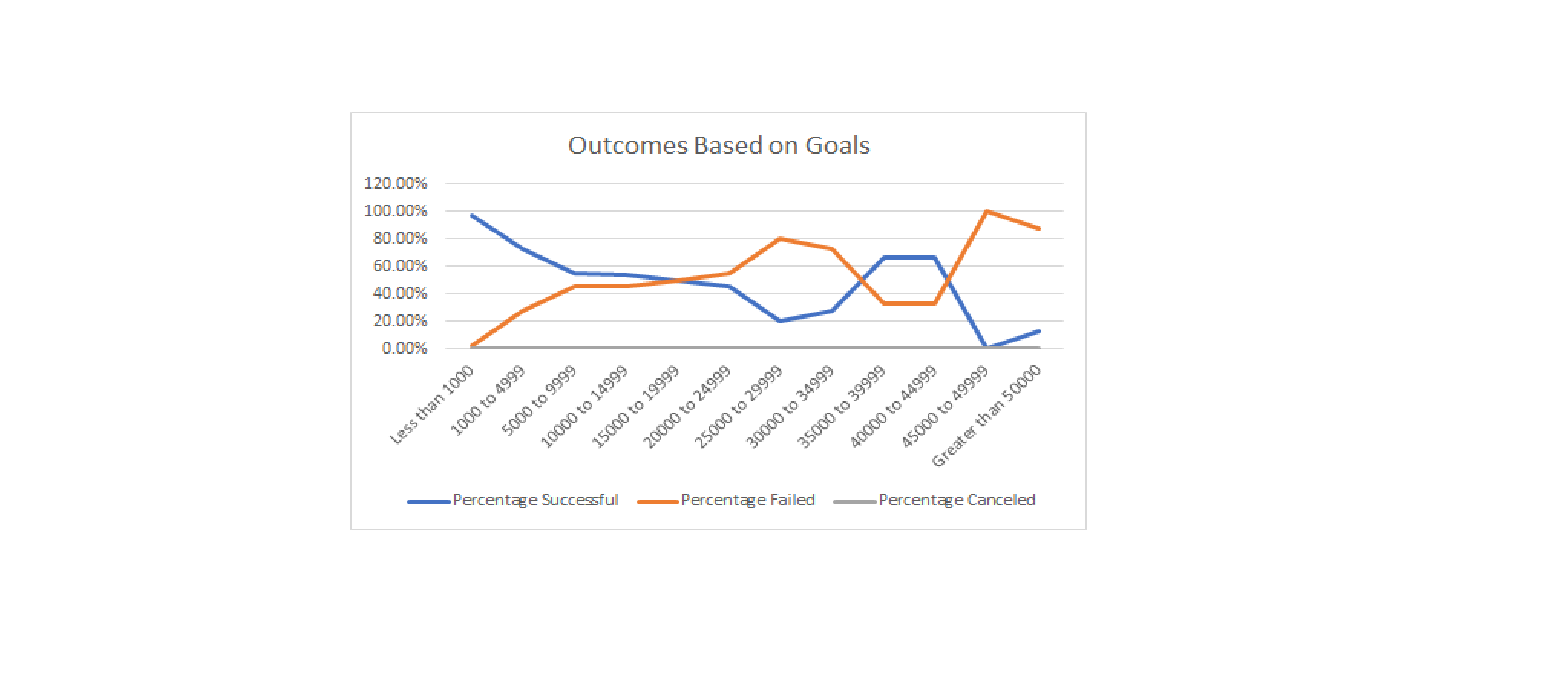 Outcomes Based on Goals
120.00%
100.00%
80.00%
60.00%
40.00%
20.00%
0.00%
Less than 1000
1000 to 4999
5000 to 9999
10000 to 14999
15000 to 19999
20000 to 24999
25000 to 29999
30000 to 34999
35000 to 39999
40000 to 44999
45000 to 49999
Greater than 50000
Percentage Successful Percentage Failed Percentage Cancelled